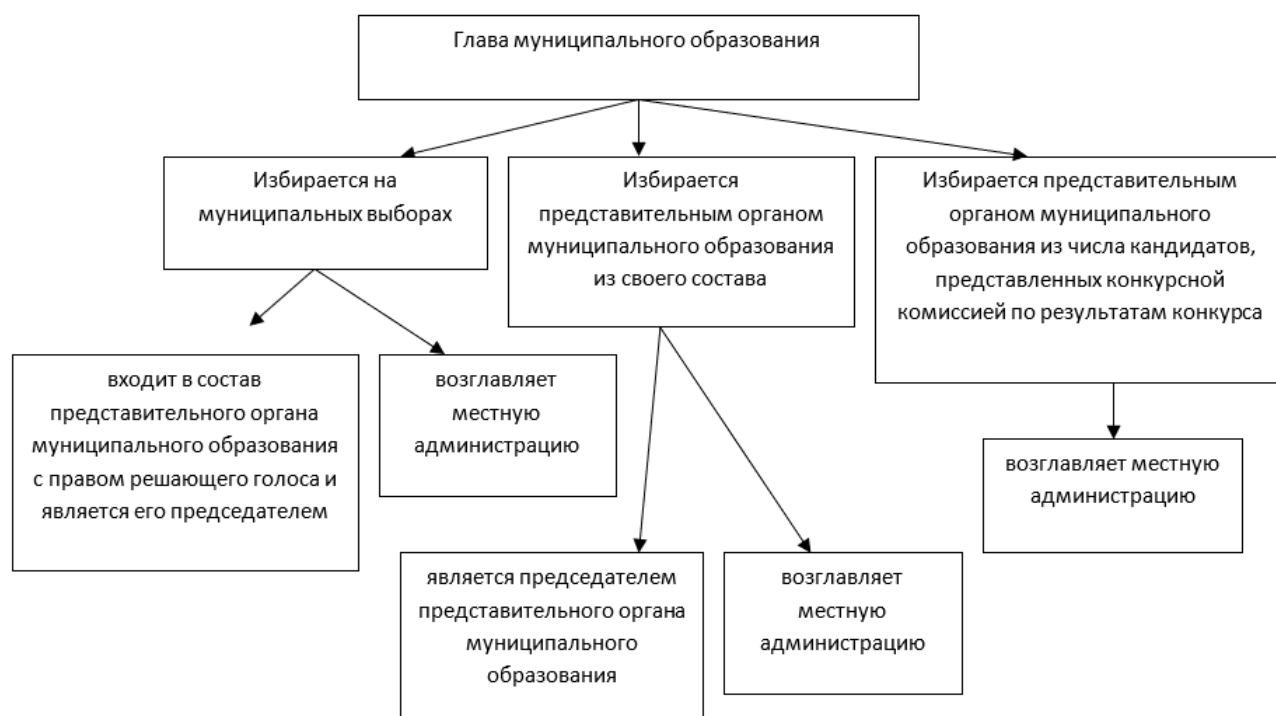 Глава муниципального образования
Избирается на
муниципальных выборах
Избирается
представительным органом
муниципального образования
из своего состава
Избирается представительным
органом муниципального
образования из числа кандидатов,
представленных конкурсной
комиссией по результатам конкурса
входит в состав
представительного органа
муниципального образования
с правом решающего голоса и
является его председателем
возглавляет
местную
администрацию
является председателем
представительного органа
муниципального
образования
возглавляет
местную
администрацию
возглавляет местную
администрацию